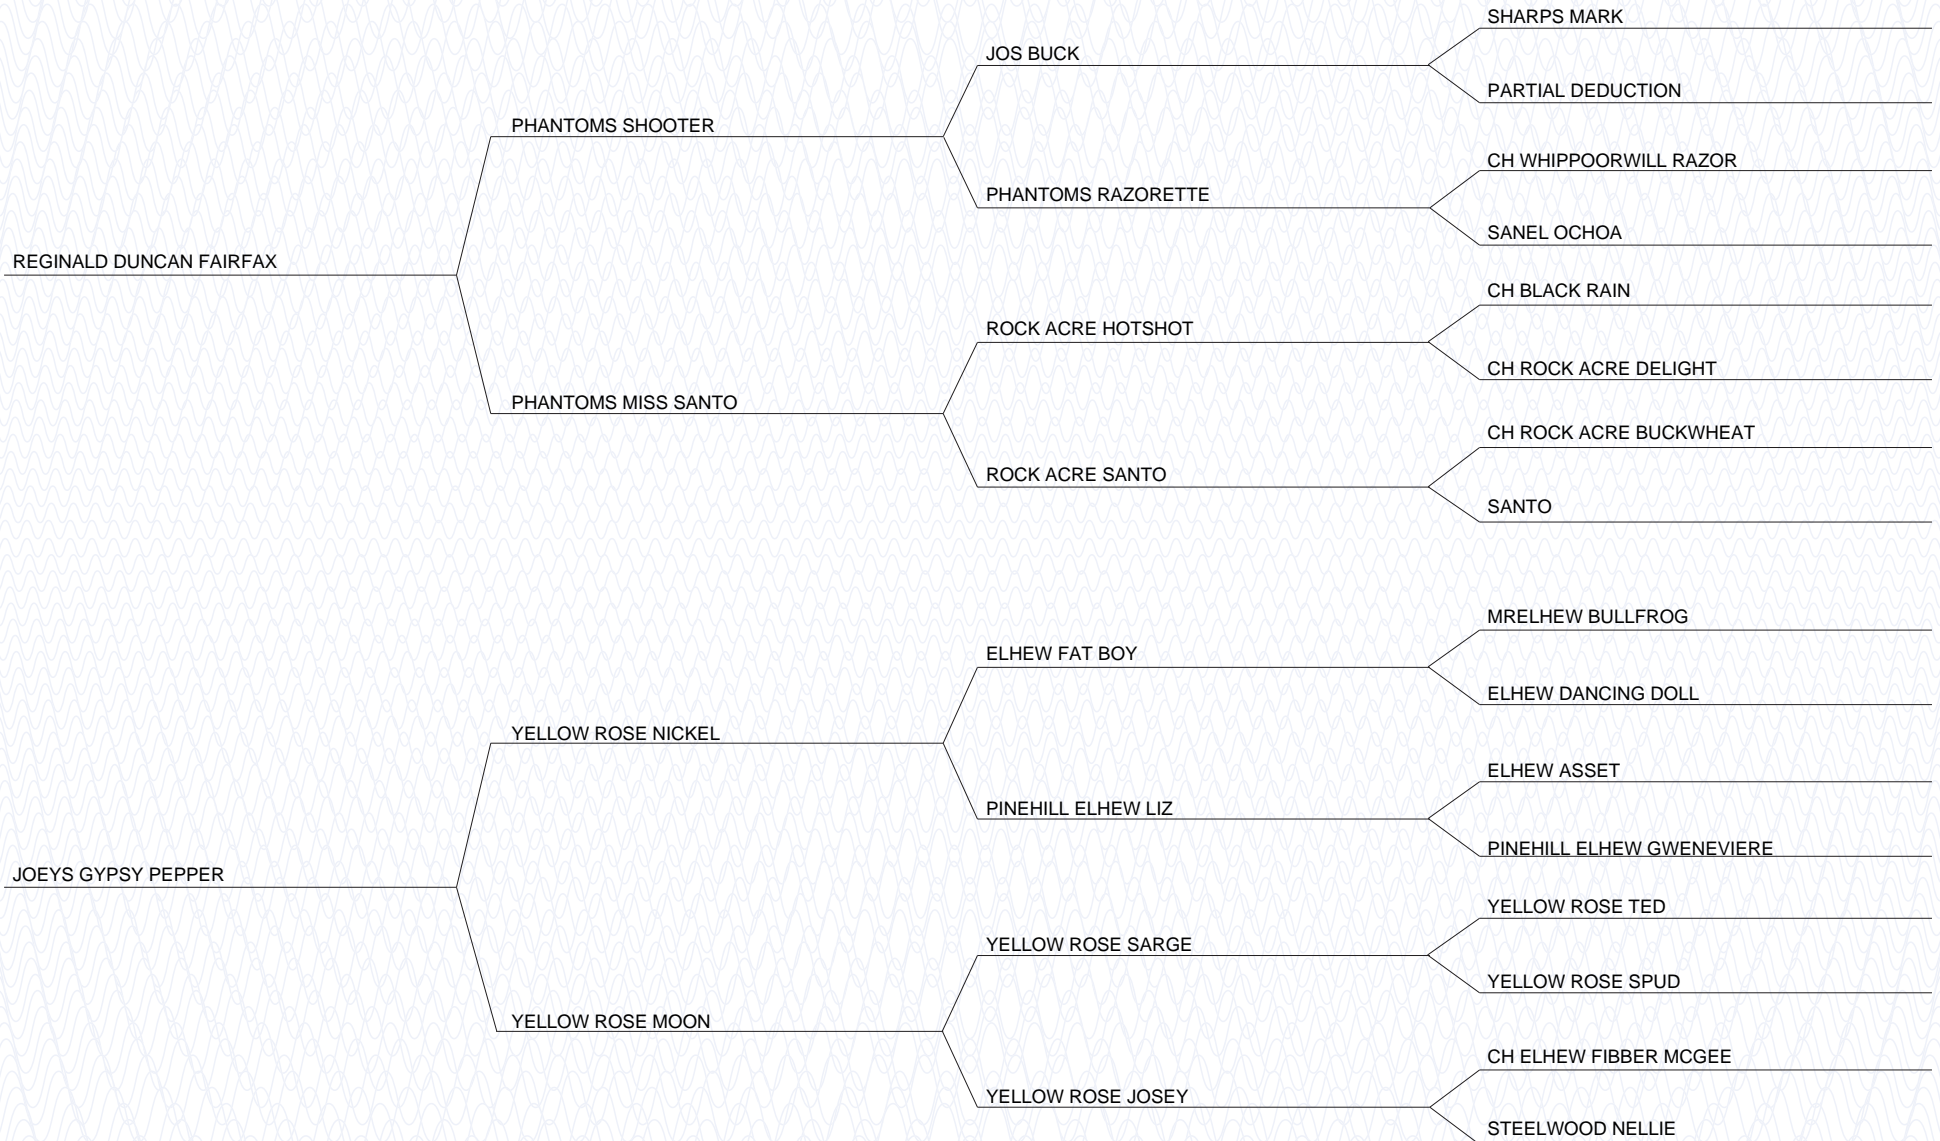 SHARPS MARK
JOS BUCK
PARTIAL DEDUCTION
PHANTOMS SHOOTER
CH WHIPPOORWILL RAZOR
PHANTOMS RAZORETTE
SANEL OCHOA
REGINALD DUNCAN FAIRFAX
CH BLACK RAIN
ROCK ACRE HOTSHOT
CH ROCK ACRE DELIGHT
PHANTOMS MISS SANTO
CH ROCK ACRE BUCKWHEAT
ROCK ACRE SANTO
SANTO
MRELHEW BULLFROG
ELHEW FAT BOY
ELHEW DANCING DOLL
YELLOW ROSE NICKEL
ELHEW ASSET
PINEHILL ELHEW LIZ
PINEHILL ELHEW GWENEVIERE
JOEYS GYPSY PEPPER
YELLOW ROSE TED
YELLOW ROSE SARGE
YELLOW ROSE SPUD
YELLOW ROSE MOON
CH ELHEW FIBBER MCGEE
YELLOW ROSE JOSEY
STEELWOOD NELLIE